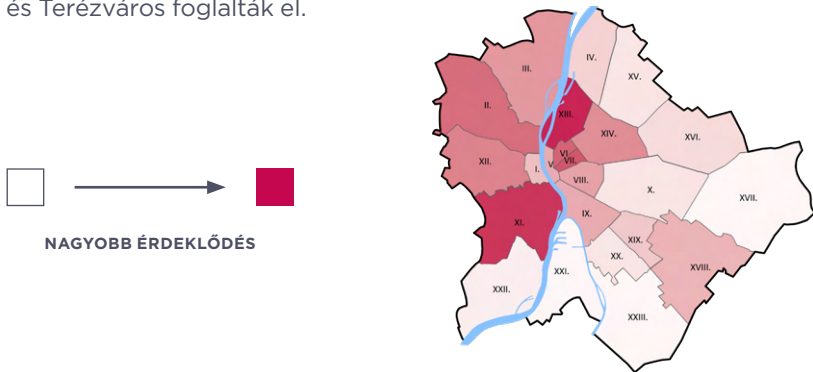 és Terézváros foglalták el.
NAGYOBB ÉRDEKLŐDÉS
IV.
XV.
III.
II.
XIII.
XIV.
XVI.
XII.
I.
V.
VI.
VII.
VIII.
X.
XVII.
XI.
IX.
XIX.
XX.
XVIII.
XXI.
XXII.
XXIII.